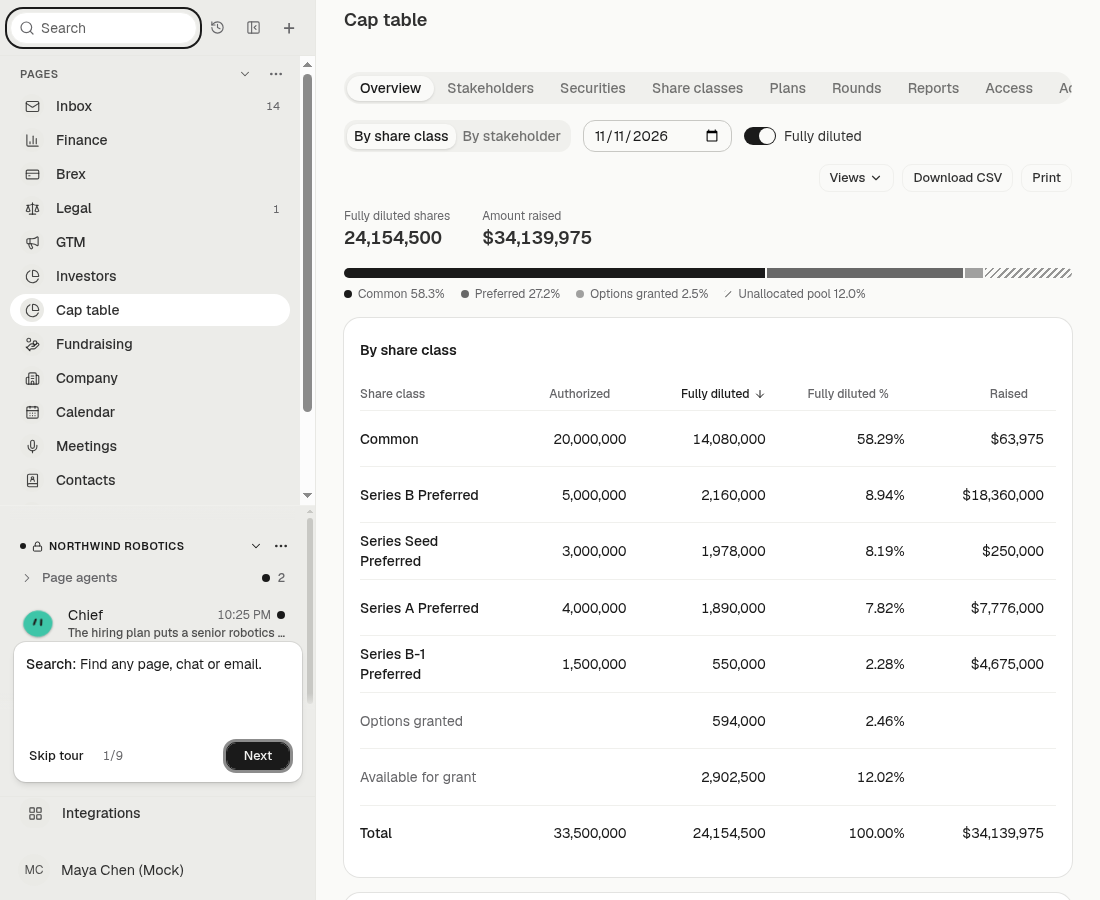 Search
PAGES
Inbox 14
Finance
Brex
Legal 1
GTM
Investors
Cap table
Fundraising
Company
Calendar
Meetings
Contacts
NORTHWIND ROBOTICS
Page agents 2
Chief 10:25 PM
The hiring plan puts a senior robotics …
Search: Find any page, chat or email.
Skip tour 1/9 Next
Integrations
MC Maya Chen (Mock)
Cap table
Overview Stakeholders Securities Share classes Plans Rounds Reports Access
By share class By stakeholder 11/11/2026 Fully diluted
Views Download CSV Print
Fully diluted shares Amount raised
24,154,500 $34,139,975
Common 58.3% Preferred 27.2% Options granted 2.5% Unallocated pool 12.0%
By share class
Share class Authorized Fully diluted ↓ Fully diluted % Raised
Common 20,000,000 14,080,000 58.29% $63,975
Series B Preferred 5,000,000 2,160,000 8.94% $18,360,000
Series Seed
Preferred 3,000,000 1,978,000 8.19% $250,000
Series A Preferred 4,000,000 1,890,000 7.82% $7,776,000
Series B-1
Preferred 1,500,000 550,000 2.28% $4,675,000
Options granted 594,000 2.46%
Available for grant 2,902,500 12.02%
Total 33,500,000 24,154,500 100.00% $34,139,975